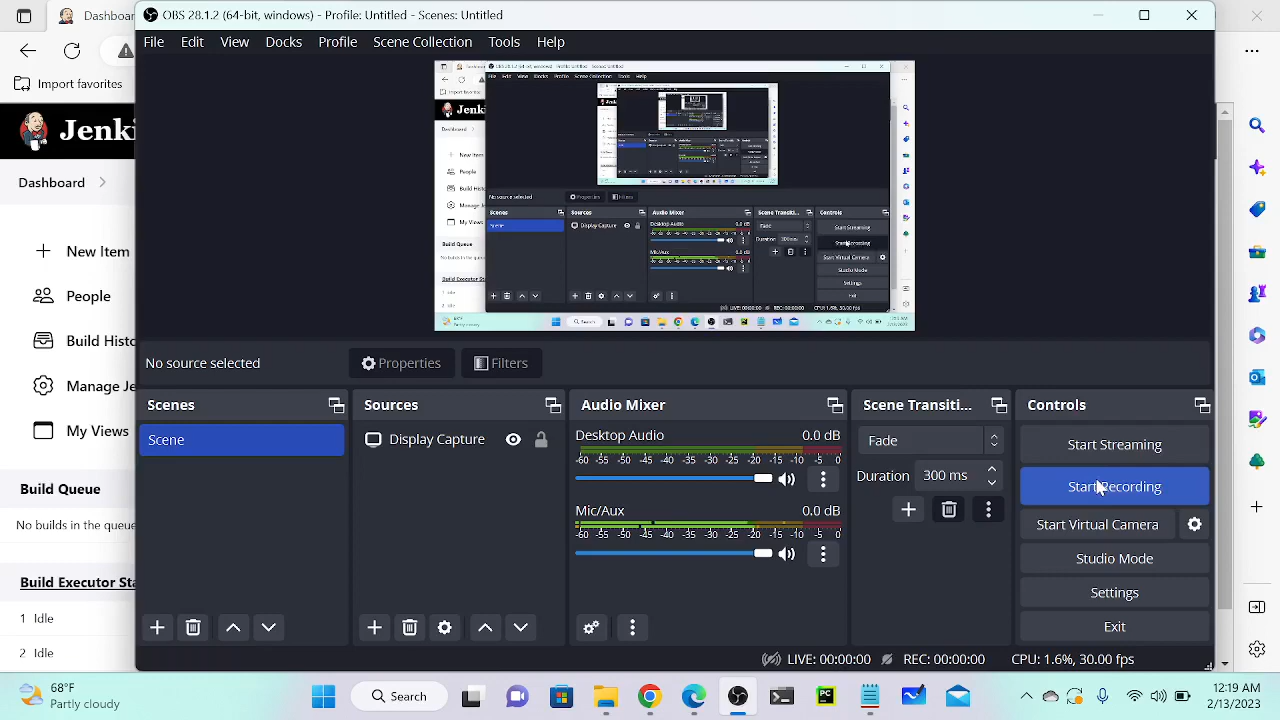 OBS 28.1.2 (64-bit, windows) - Profile: Untitled - Scenes: Untitled
Dashboar
File Edit View Docks Profile Scene Collection Tools Help
Import favorites
Jenki
Board
New Item
People
Build Histo
Manage Je
My Views
Build Queue
No builds in the queue
Build Executor Sta
1 Idle
2 Idle
No source selected
Properties
Filters
Scenes
Scene
Sources
Display Capture
Audio Mixer
Desktop Audio 0.0 dB
-60 -55 -50 -45 -40 -35 -30 -25 -20 -15 -10 -5 0
Mic/Aux 0.0 dB
-60 -55 -50 -45 -40 -35 -30 -25 -20 -15 -10 -5 0
Scene Transiti...
Fade
Duration 300 ms
Controls
Start Streaming
Start Recording
Start Virtual Camera
Studio Mode
Settings
Exit
LIVE: 00:00:00 REC: 00:00:00 CPU: 1.6%, 30.00 fps
68°F
Partly cloudy
Search
12:19 AM
2/13/2023